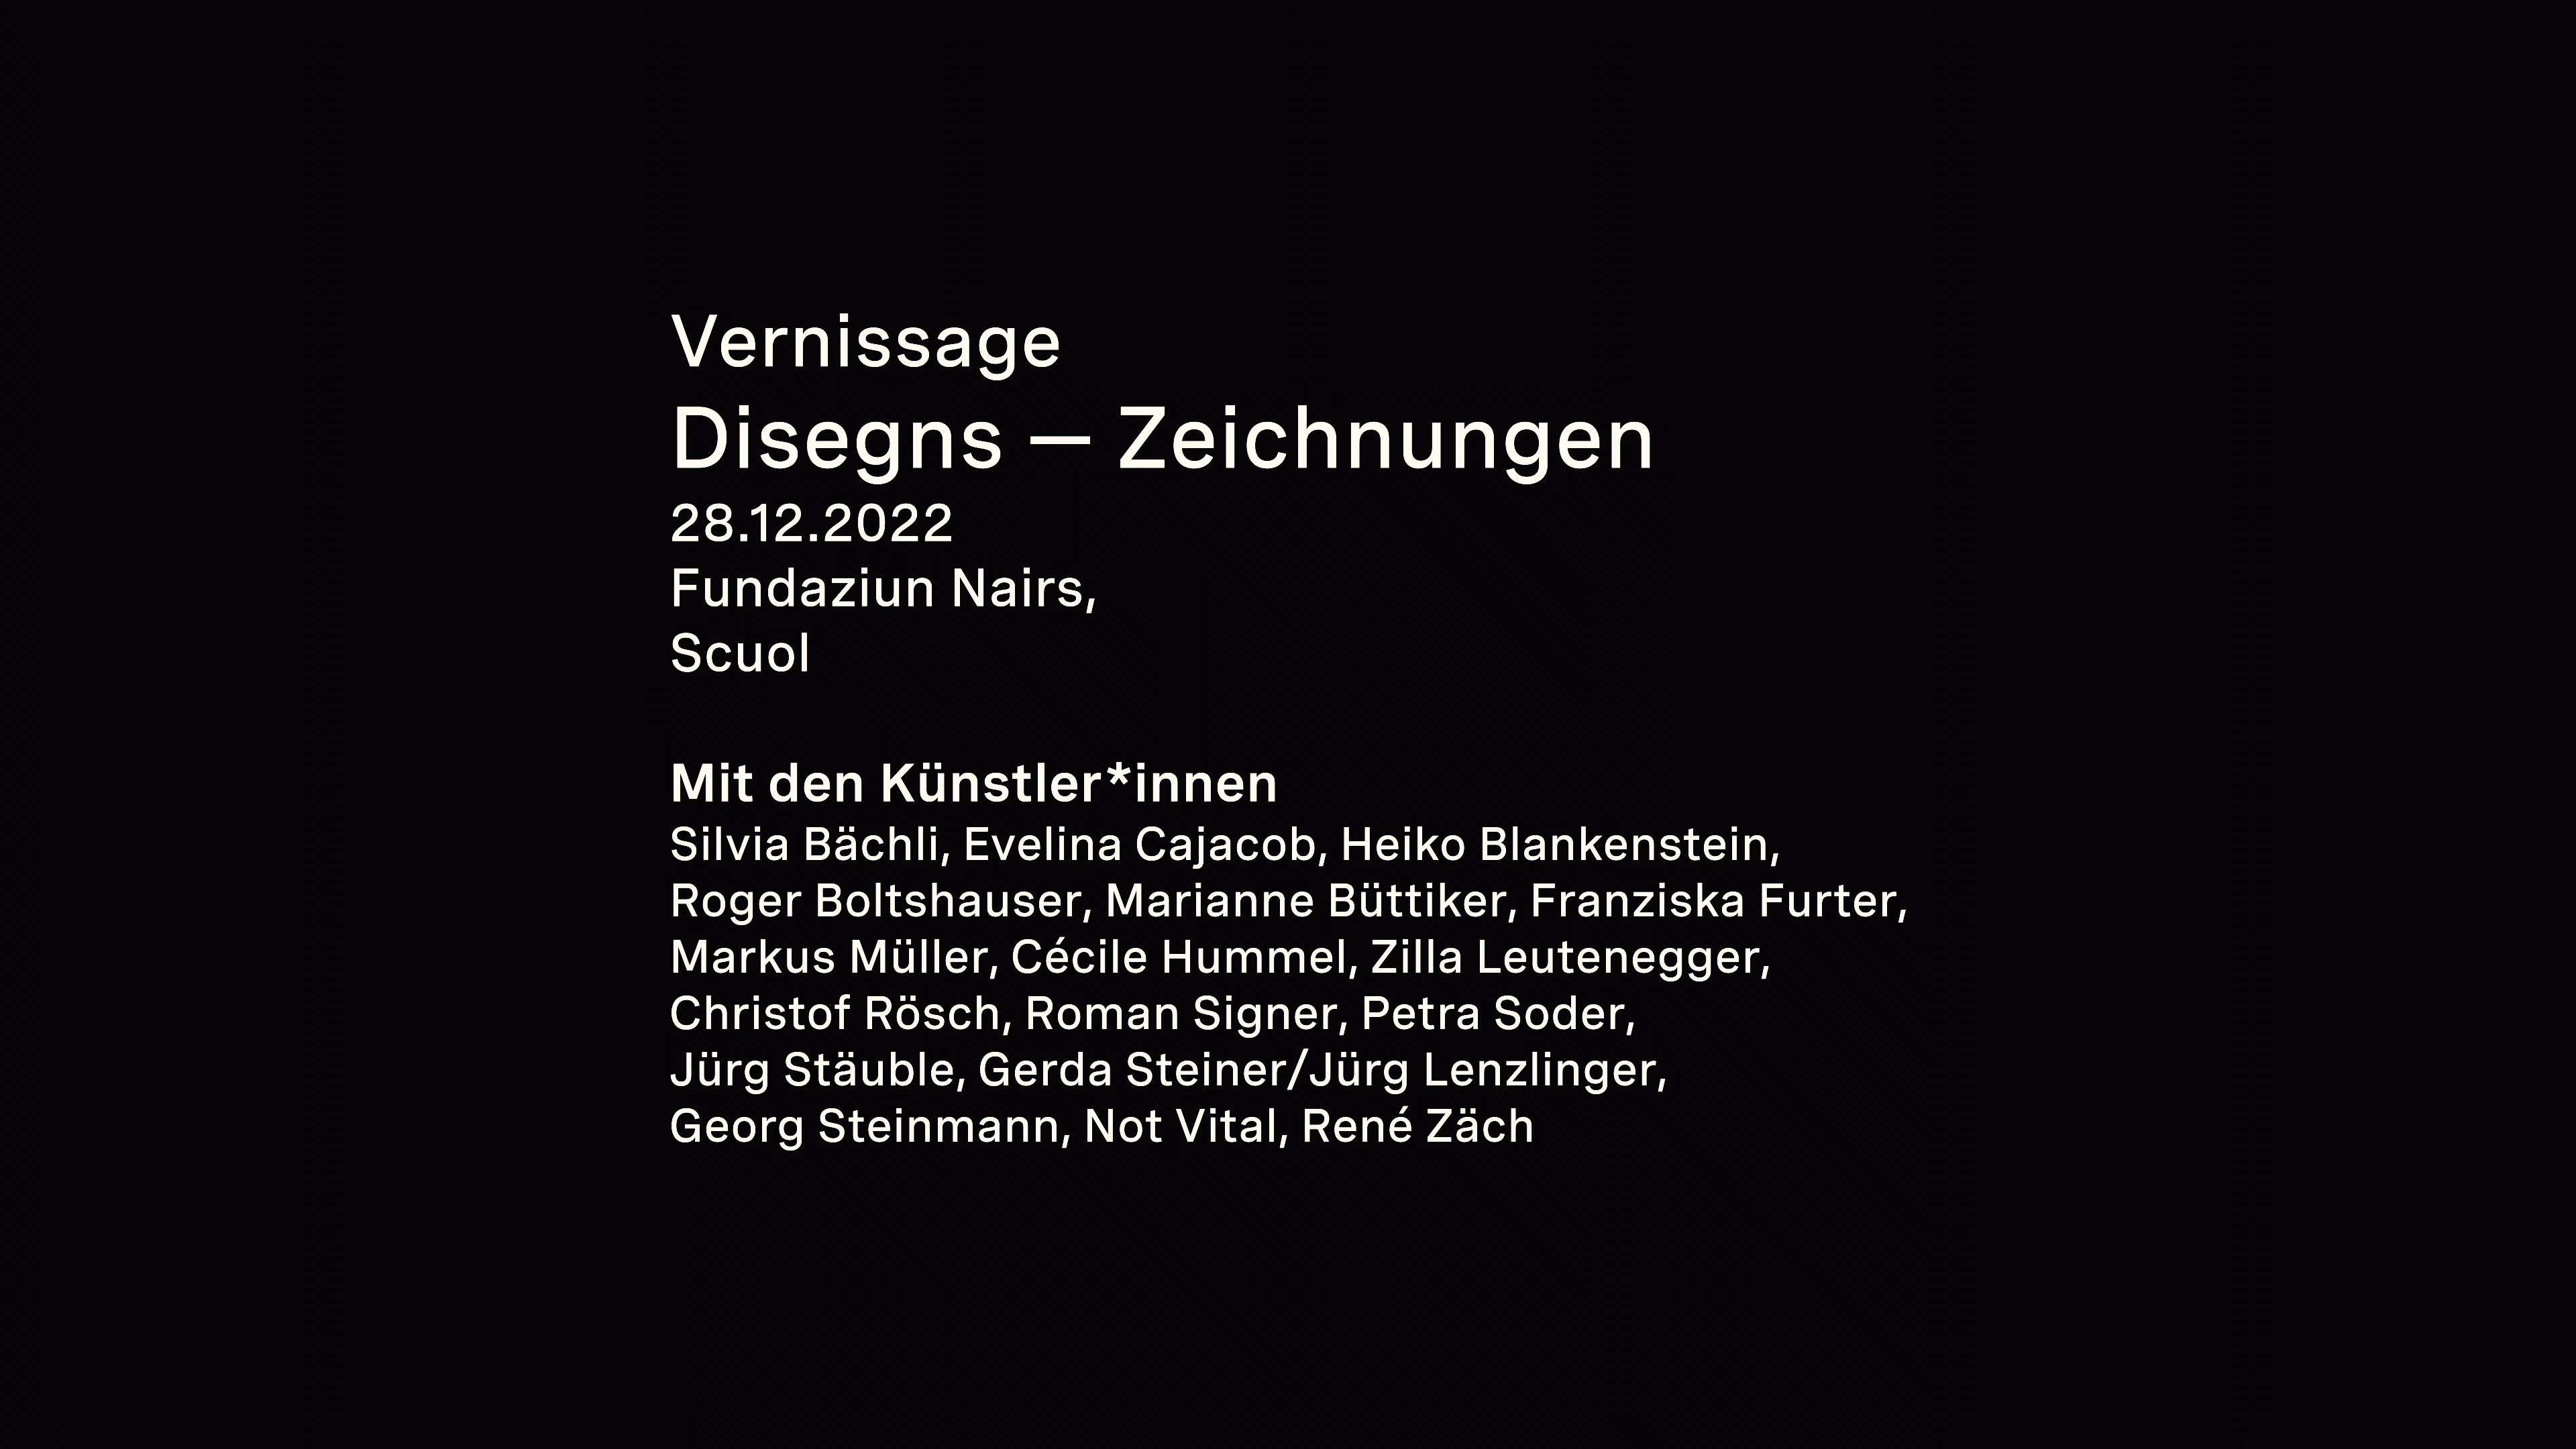 Vernissage
Disegns — Zeichnungen
28.12.2022
Fundaziun Nairs,
Scuol
Mit den Künstler*innen
Silvia Bächli, Evelina Cajacob, Heiko Blankenstein,
Roger Boltshauser, Marianne Büttiker, Franziska Furter,
Markus Müller, Cécile Hummel, Zilla Leutenegger,
Christof Rösch, Roman Signer, Petra Soder,
Jürg Stäuble, Gerda Steiner/Jürg Lenzlinger,
Georg Steinmann, Not Vital, René Zäch